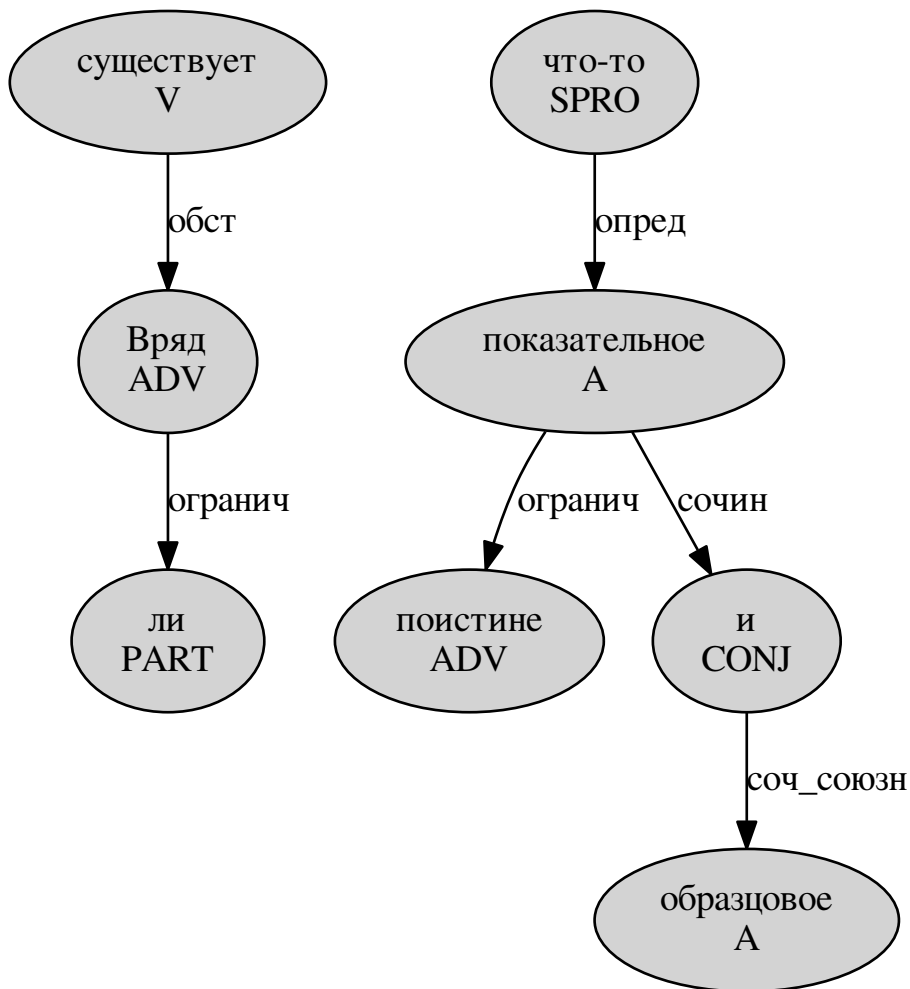 существует
V
что-то
SPRO
обст
опред
Вряд
ADV
показательное
A
огранич
огранич
сочин
ли
PART
поистине
ADV
и
CONJ
соч_союзн
образцовое
A